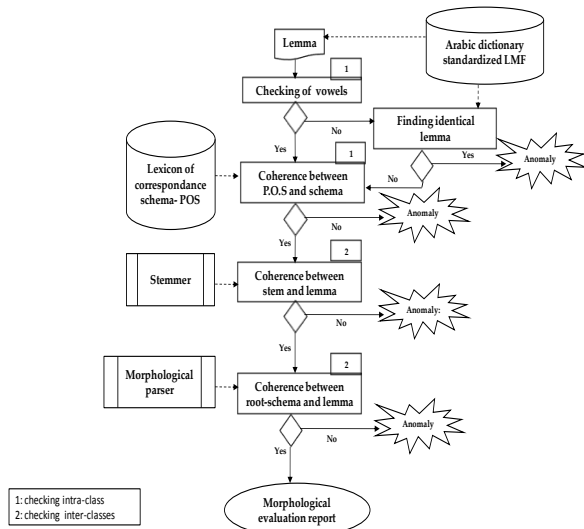 Lemma
Arabic dictionary
standardized LMF
1
Checking of vowels
No
Finding identical
lemma
Yes
Yes
Anomaly
No
1
Lexicon of
correspondance
schema- POS
Coherence between
P.O.S and schema
No
Anomaly
Yes
2
Stemmer
Coherence between
stem and lemma
No
Anomaly:
Yes
2
Morphological
parser
Coherence between
root-schema and lemma
No
Anomaly
Yes
1: checking intra-class
2: checking inter-classes
Morphological
evaluation report